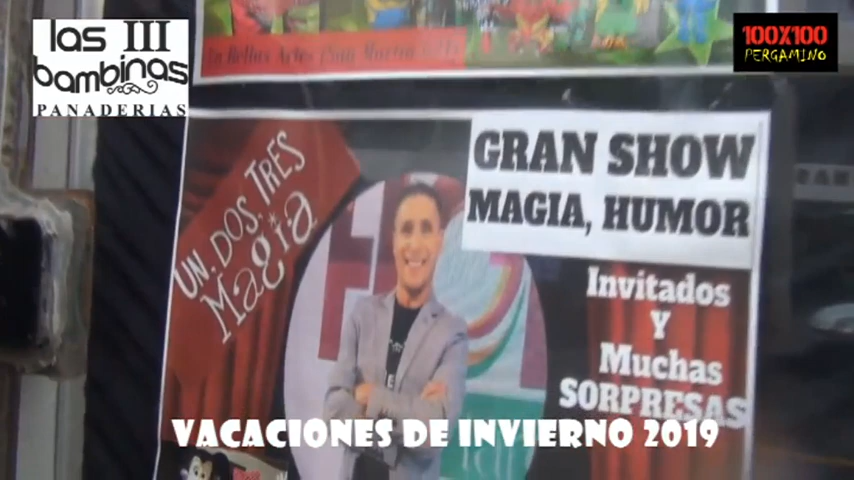 las III
bambinas
PANADERIAS
100X100
PERGAMINO
UN, DOS, TRES
Magia
GRAN SHOW
MAGIA, HUMOR
Invitados
Y
Muchas
SORPRESAS
VACACIONES DE INVIERNO 2019